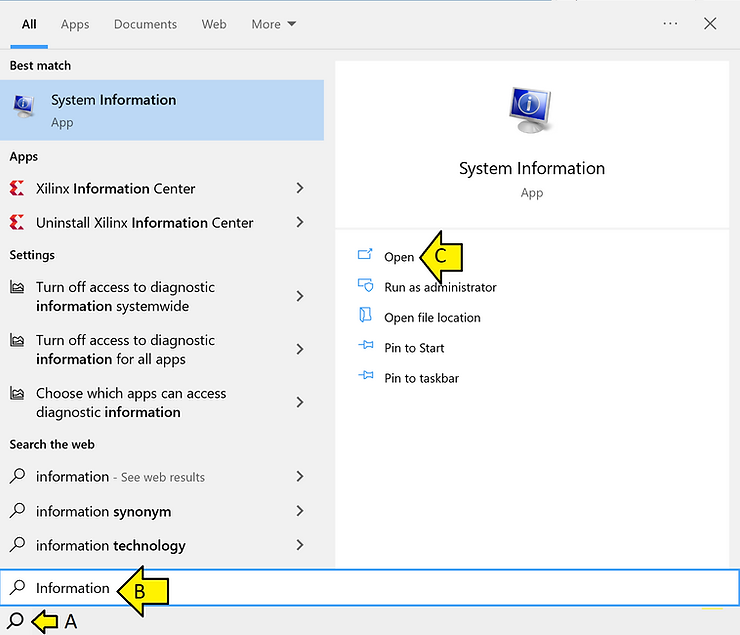 All Apps Documents Web More
Best match
System Information
App
Apps
Xilinx Information Center
Uninstall Xilinx Information Center
Settings
Turn off access to diagnostic
information systemwide
Turn off access to diagnostic
information for all apps
Choose which apps can access
diagnostic information
Search the web
information - See web results
information synonym
information technology
System Information
App
Open C
Run as administrator
Open file location
Pin to Start
Pin to taskbar
Information B
A